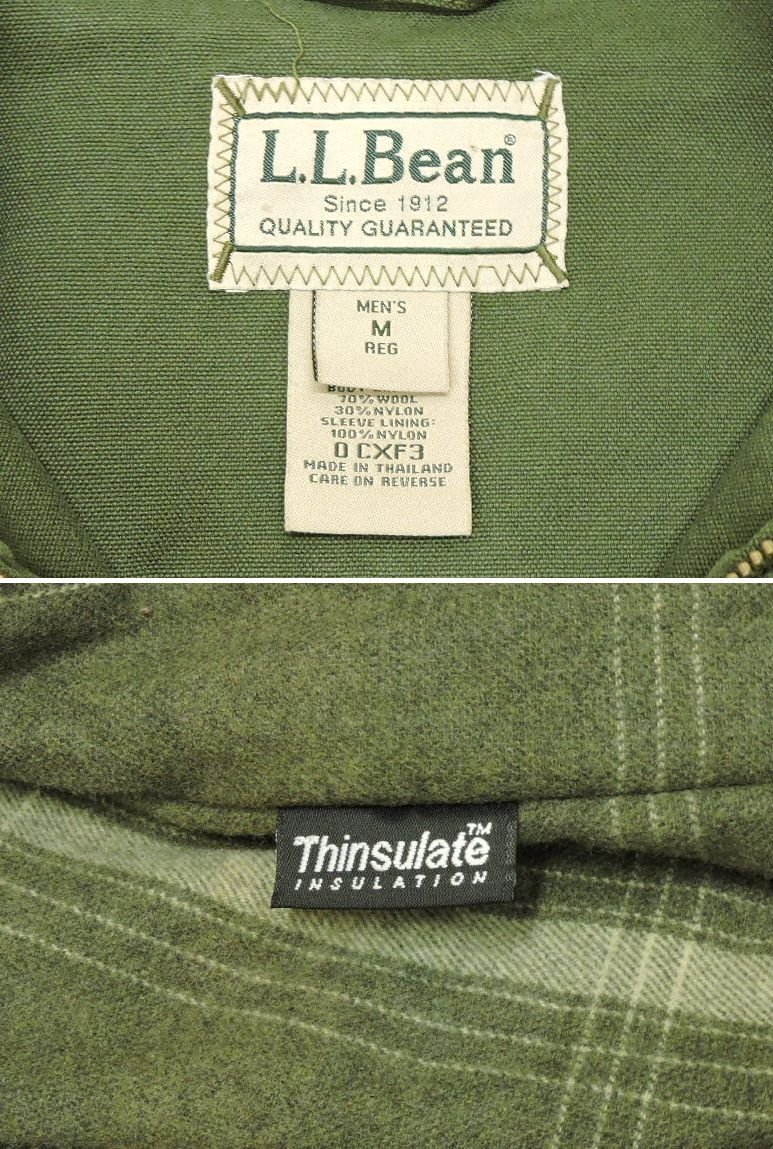 L.L.Bean®
Since 1912
QUALITY GUARANTEED
MEN'S
M
REG
70% WOOL
30% NYLON
SLEEVE LINING:
100% NYLON
0 CXF3
MADE IN THAILAND
CARE ON REVERSE
Thinsulate™
INSULATION